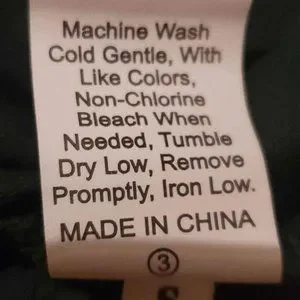 Machine Wash
Cold Gentle, With
Like Colors,
Non-Chlorine
Bleach When
Needed, Tumble
Dry Low, Remove
Promptly, Iron Low.
MADE IN CHINA
③
S